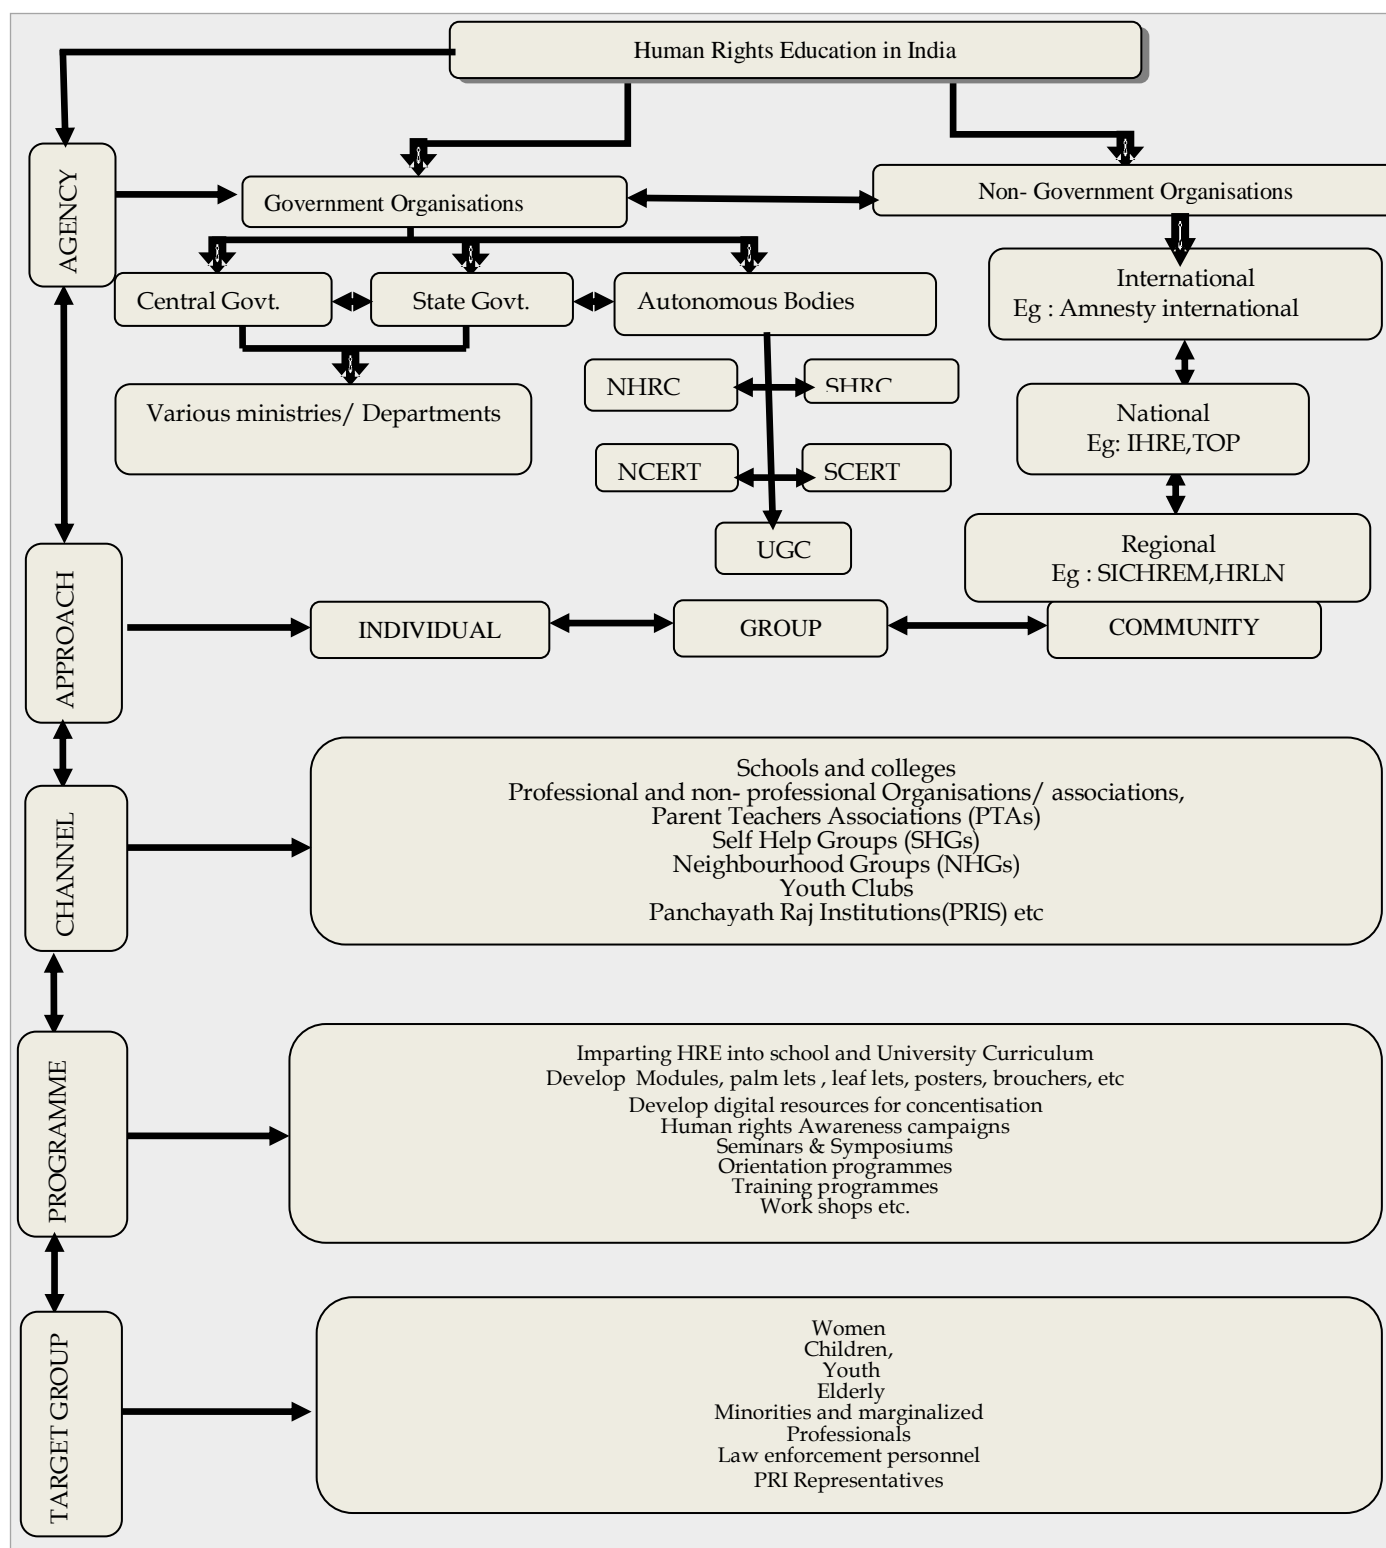 Human Rights Education in India
AGENCY
Government Organisations
Non- Government Organisations
Central Govt.
State Govt.
Autonomous Bodies
International
Eg : Amnesty international
Various ministries/ Departments
NHRC
SHRC
National
Eg: IHRE,TOP
NCERT
SCERT
UGC
Regional
Eg : SICHREM,HRLN
APPROACH
INDIVIDUAL
GROUP
COMMUNITY
CHANNEL
Schools and colleges
Professional and non- professional Organisations/ associations,
Parent Teachers Associations (PTAs)
Self Help Groups (SHGs)
Neighbourhood Groups (NHGs)
Youth Clubs
Panchayath Raj Institutions(PRIS) etc
PROGRAMME
Imparting HRE into school and University Curriculum
Develop Modules, palm lets , leaf lets, posters, brouchers, etc
Develop digital resources for concentisation
Human rights Awareness campaigns
Seminars & Symposiums
Orientation programmes
Training programmes
Work shops etc.
TARGET GROUP
Women
Children,
Youth
Elderly
Minorities and marginalized
Professionals
Law enforcement personnel
PRI Representatives